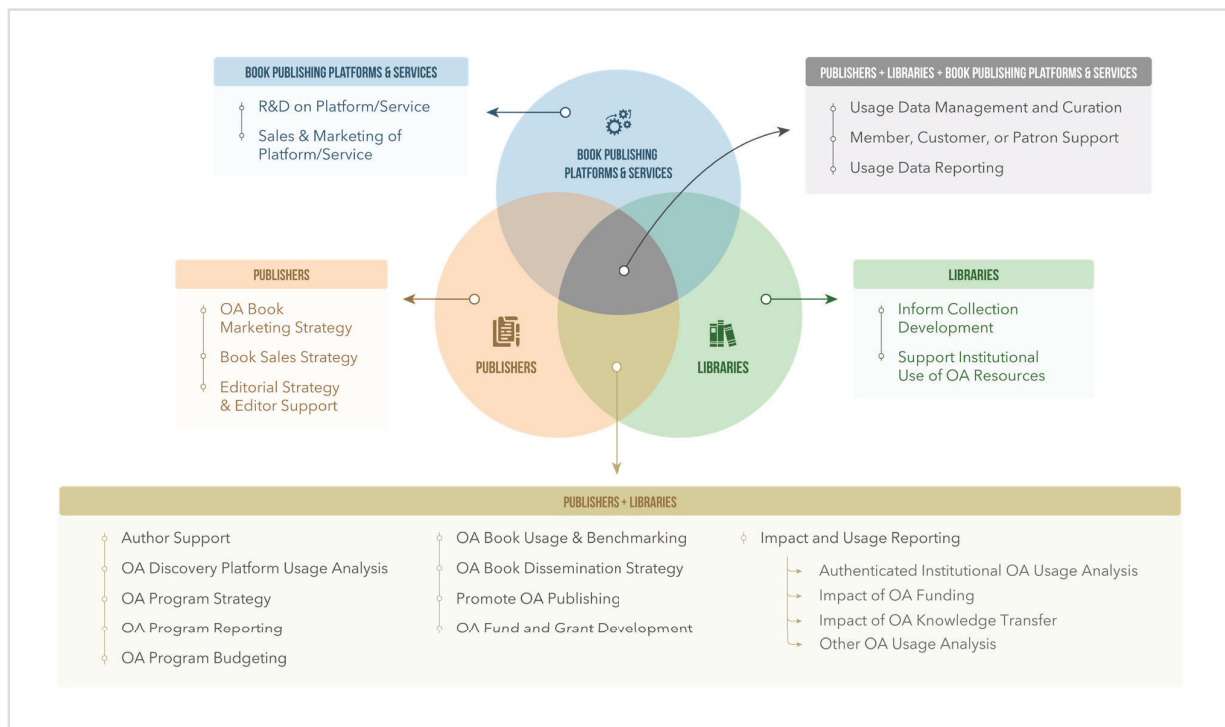 BOOK PUBLISHING PLATFORMS & SERVICES
R&D on Platform/Service
Sales & Marketing of
Platform/Service
PUBLISHERS + LIBRARIES + BOOK PUBLISHING PLATFORMS & SERVICES
Usage Data Management and Curation
Member, Customer, or Patron Support
Usage Data Reporting
BOOK PUBLISHING
PLATFORMS & SERVICES
PUBLISHERS
OA Book
Marketing Strategy
Book Sales Strategy
Editorial Strategy
& Editor Support
PUBLISHERS
LIBRARIES
LIBRARIES
Inform Collection
Development
Support Institutional
Use of OA Resources
PUBLISHERS + LIBRARIES
Author Support
OA Discovery Platform Usage Analysis
OA Program Strategy
OA Program Reporting
OA Program Budgeting
OA Book Usage & Benchmarking
OA Book Dissemination Strategy
Promote OA Publishing
OA Fund and Grant Development
Impact and Usage Reporting
Authenticated Institutional OA Usage Analysis
Impact of OA Funding
Impact of OA Knowledge Transfer
Other OA Usage Analysis